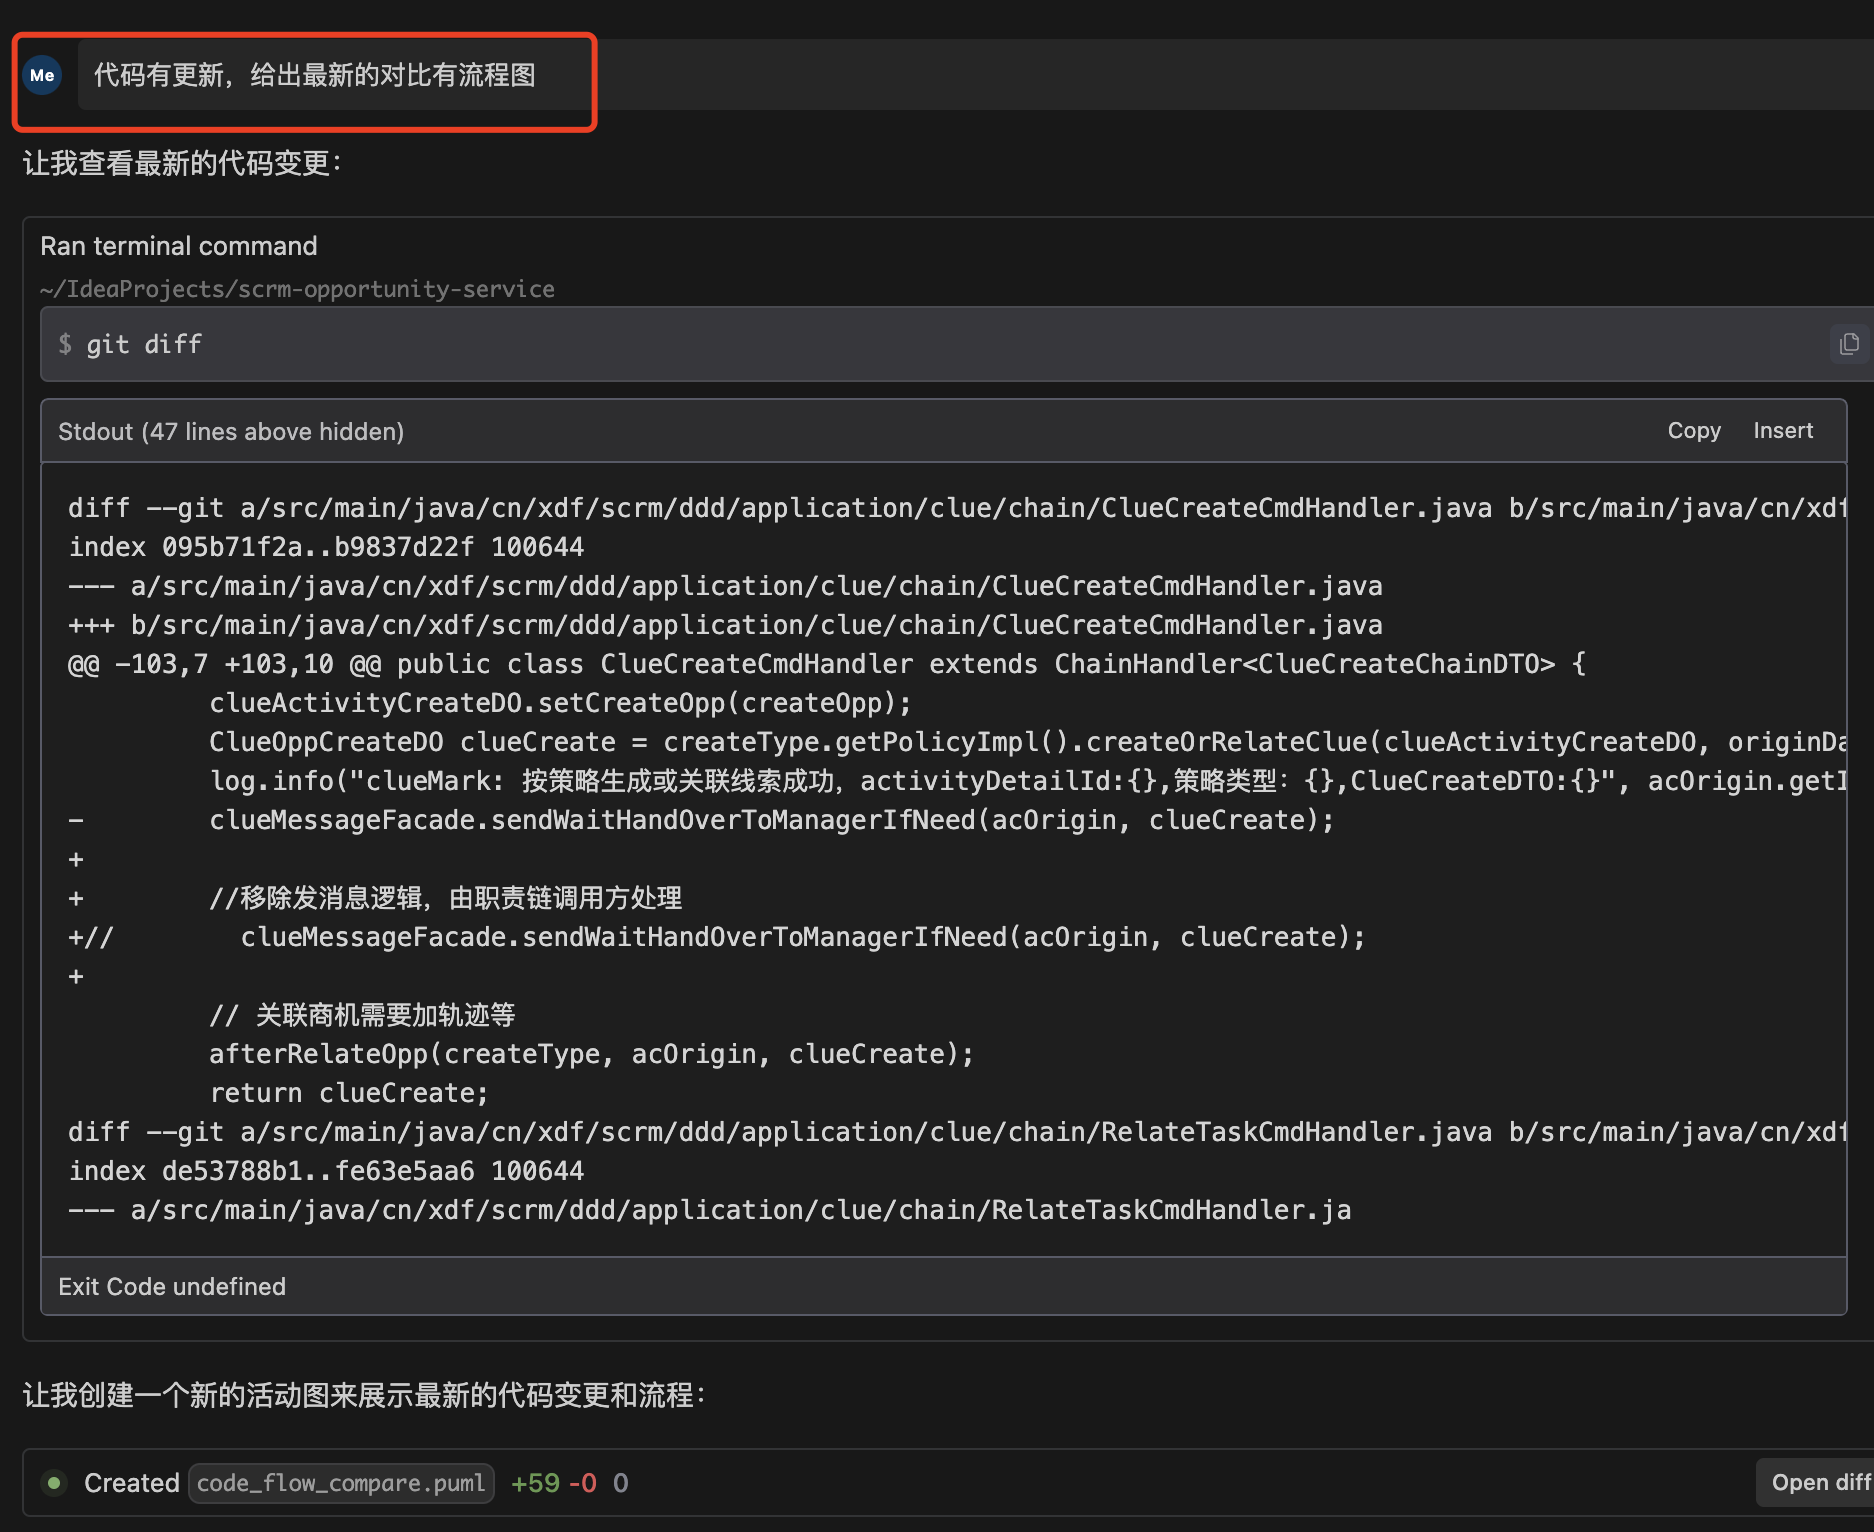 Me 代码有更新，给出最新的对比有流程图
让我查看最新的代码变更：
Ran terminal command
~/IdeaProjects/scrm-opportunity-service
$ git diff
Stdout (47 lines above hidden) Copy Insert
diff --git a/src/main/java/cn/xdf/scrm/ddd/application/clue/chain/ClueCreateCmdHandler.java b/src/main/java/cn/xdf
index 095b71f2a..b9837d22f 100644
--- a/src/main/java/cn/xdf/scrm/ddd/application/clue/chain/ClueCreateCmdHandler.java
+++ b/src/main/java/cn/xdf/scrm/ddd/application/clue/chain/ClueCreateCmdHandler.java
@@ -103,7 +103,10 @@ public class ClueCreateCmdHandler extends ChainHandler<ClueCreateChainDTO> {
         clueActivityCreateDO.setCreateOpp(createOpp);
         ClueOppCreateDO clueCreate = createType.getPolicyImpl().createOrRelateClue(clueActivityCreateDO, originDa
         log.info("clueMark: 按策略生成或关联线索成功，activityDetailId:{},策略类型：{},ClueCreateDTO:{}", acOrigin.getI
-        clueMessageFacade.sendWaitHandOverToManagerIfNeed(acOrigin, clueCreate);
+
+        //移除发消息逻辑，由职责链调用方处理
+//        clueMessageFacade.sendWaitHandOverToManagerIfNeed(acOrigin, clueCreate);
+
         // 关联商机需要加轨迹等
         afterRelateOpp(createType, acOrigin, clueCreate);
         return clueCreate;
diff --git a/src/main/java/cn/xdf/scrm/ddd/application/clue/chain/RelateTaskCmdHandler.java b/src/main/java/cn/xdf
index de53788b1..fe63e5aa6 100644
--- a/src/main/java/cn/xdf/scrm/ddd/application/clue/chain/RelateTaskCmdHandler.ja
Exit Code undefined
让我创建一个新的活动图来展示最新的代码变更和流程：
Created code_flow_compare.puml +59 -0 0 Open diff